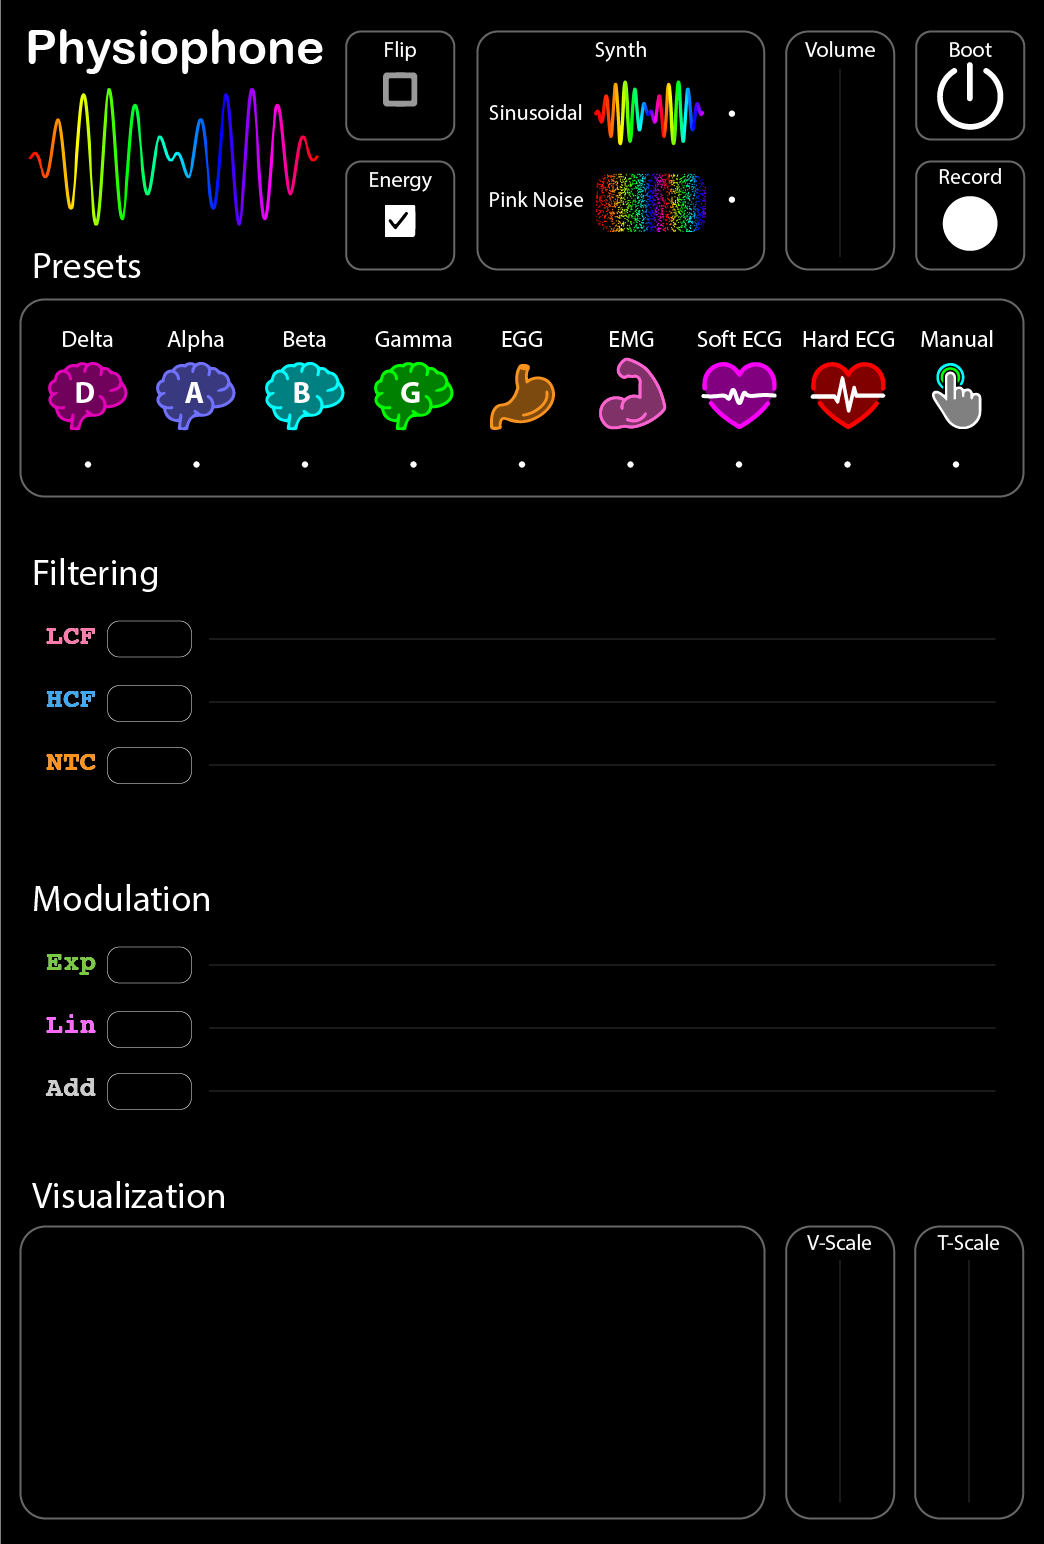 Physiophone
Flip
Synth
Volume
Boot
Sinusoidal
Energy
Record
Pink Noise
Presets
Delta Alpha Beta Gamma EGG EMG Soft ECG Hard ECG Manual
D A B G
Filtering
LCF
HCF
NTC
Modulation
Exp
Lin
Add
Visualization
V-Scale
T-Scale